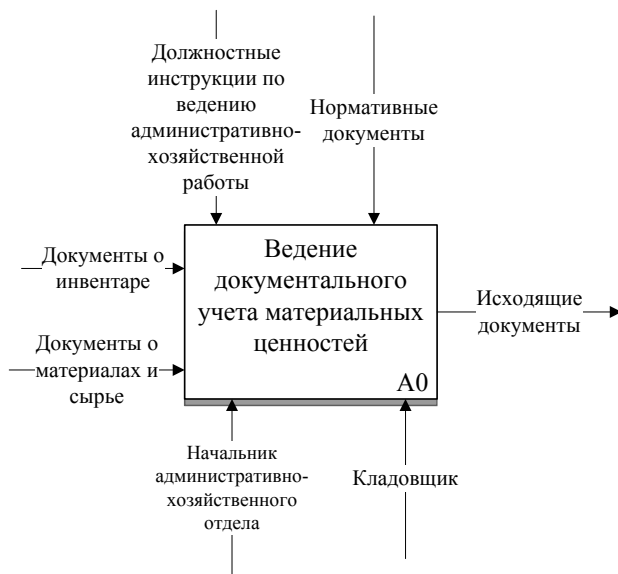 Должностные
инструкции по
ведению
административно-
хозяйственной
работы
Нормативные
документы
Документы о
инвентаре
Документы о
материалах и
сырье
Ведение
документального
учета материальных
ценностей
A0
Исходящие
документы
Начальник
административно-
хозяйственного
отдела
Кладовщик